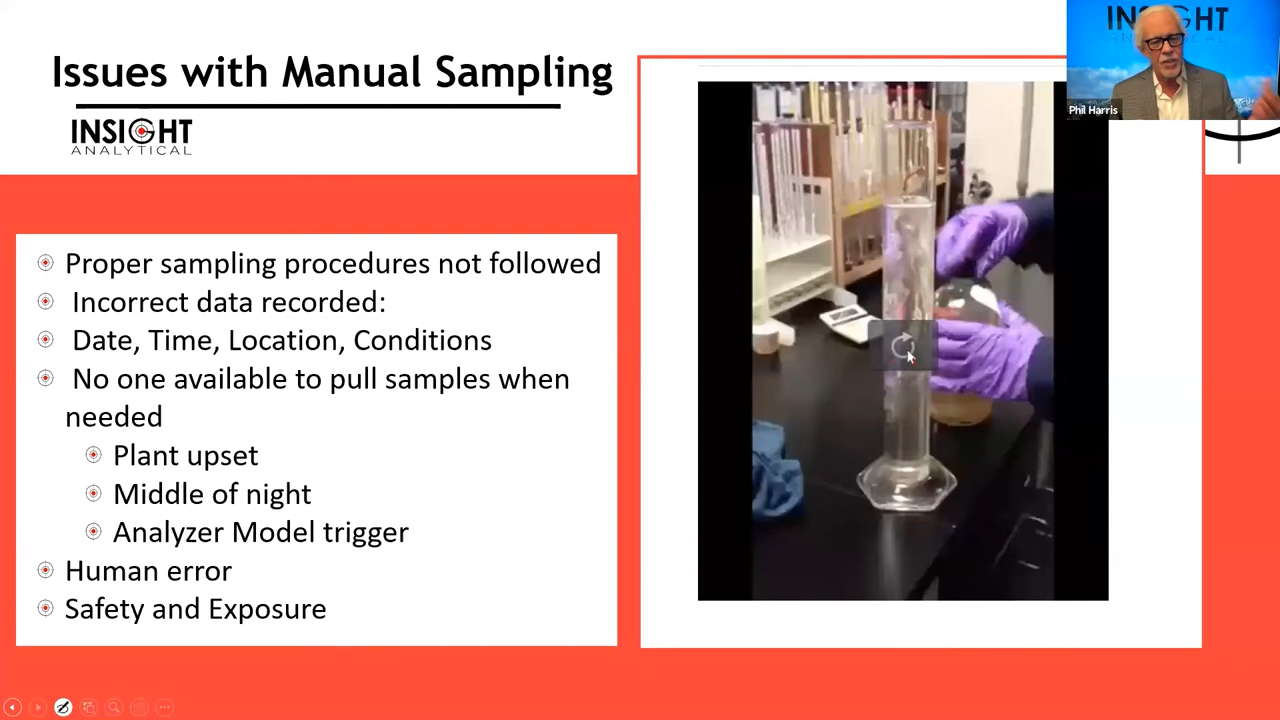 Issues with Manual Sampling
INSIGHT
ANALYTICAL
Proper sampling procedures not followed
Incorrect data recorded:
Date, Time, Location, Conditions
No one available to pull samples when
needed
Plant upset
Middle of night
Analyzer Model trigger
Human error
Safety and Exposure
Phil Harris